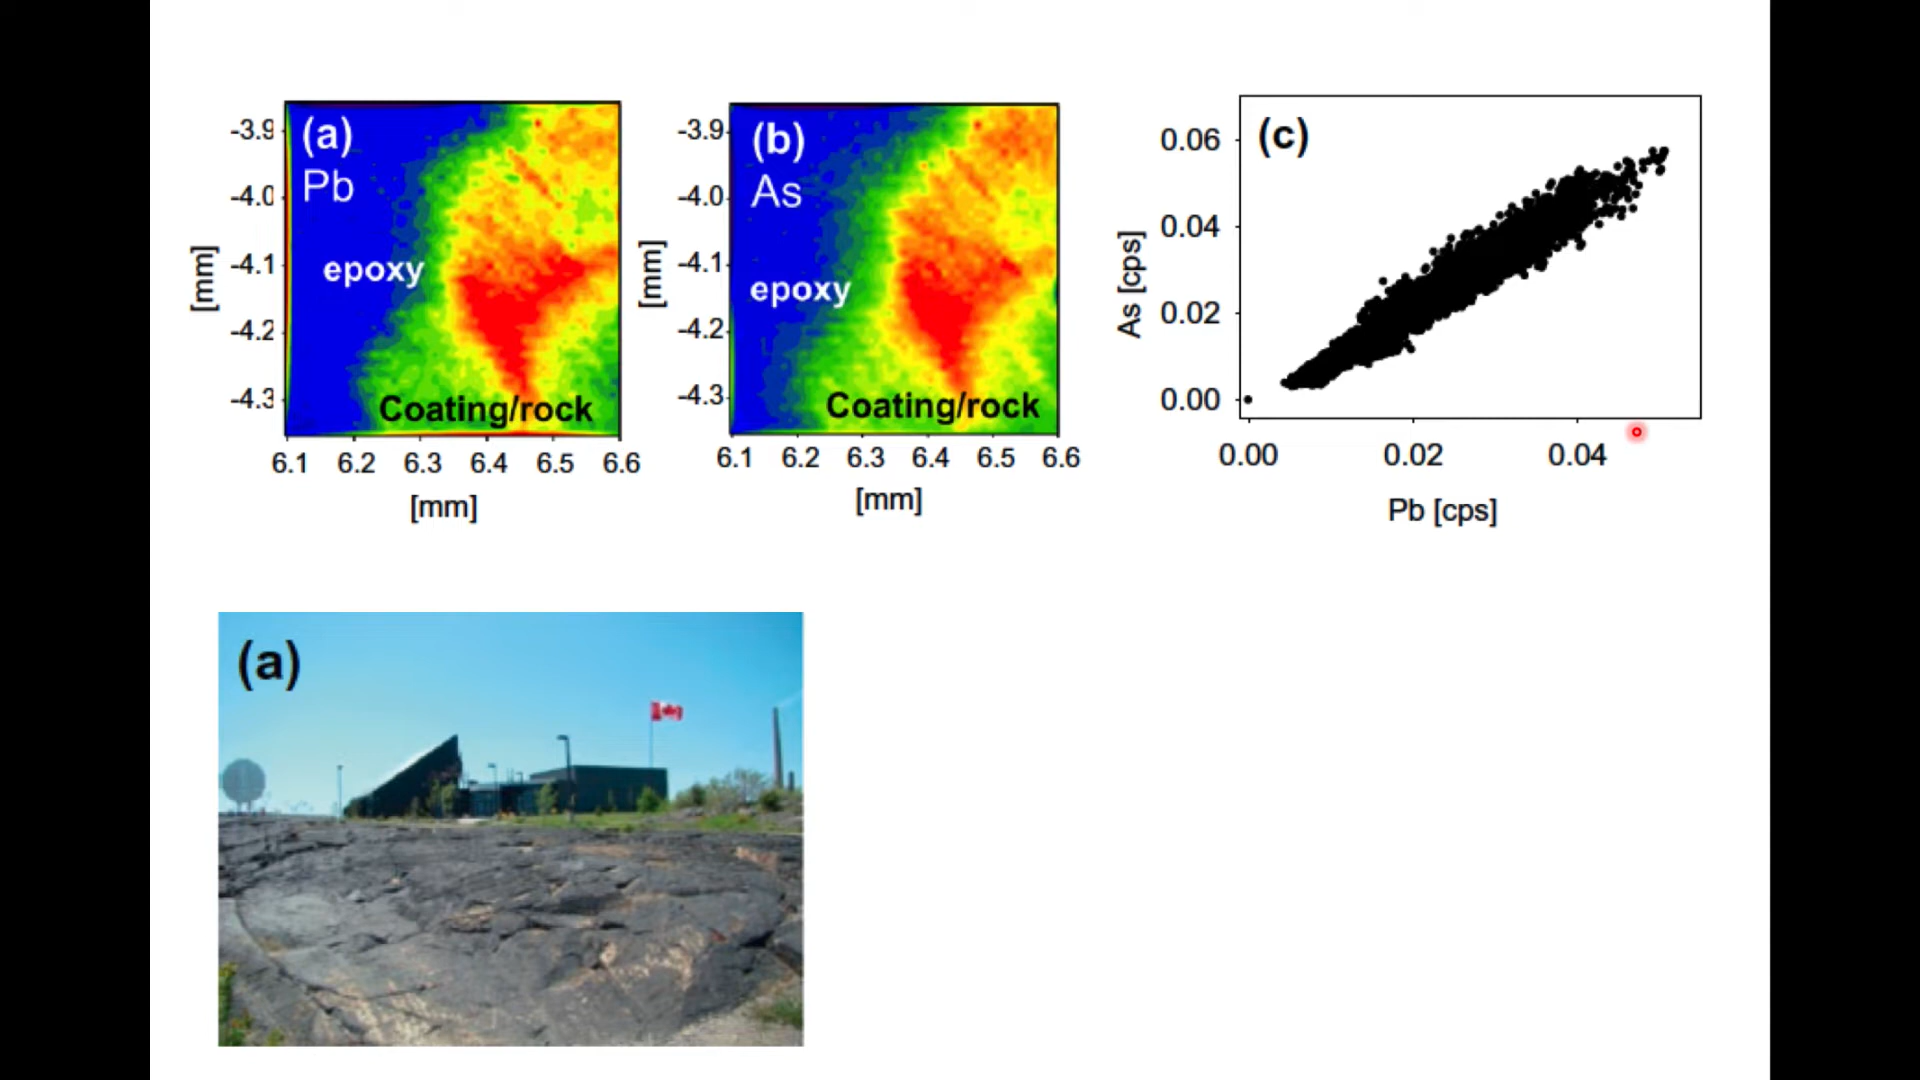 (a)
Pb
epoxy
Coating/rock
-3.9
-4.0
-4.1
-4.2
-4.3
[mm]
6.1 6.2 6.3 6.4 6.5 6.6
[mm]
(b)
As
epoxy
Coating/rock
-3.9
-4.0
-4.1
-4.2
-4.3
[mm]
6.1 6.2 6.3 6.4 6.5 6.6
[mm]
(c)
0.06
0.04
0.02
0.00
As [cps]
0.00 0.02 0.04
Pb [cps]
(a)